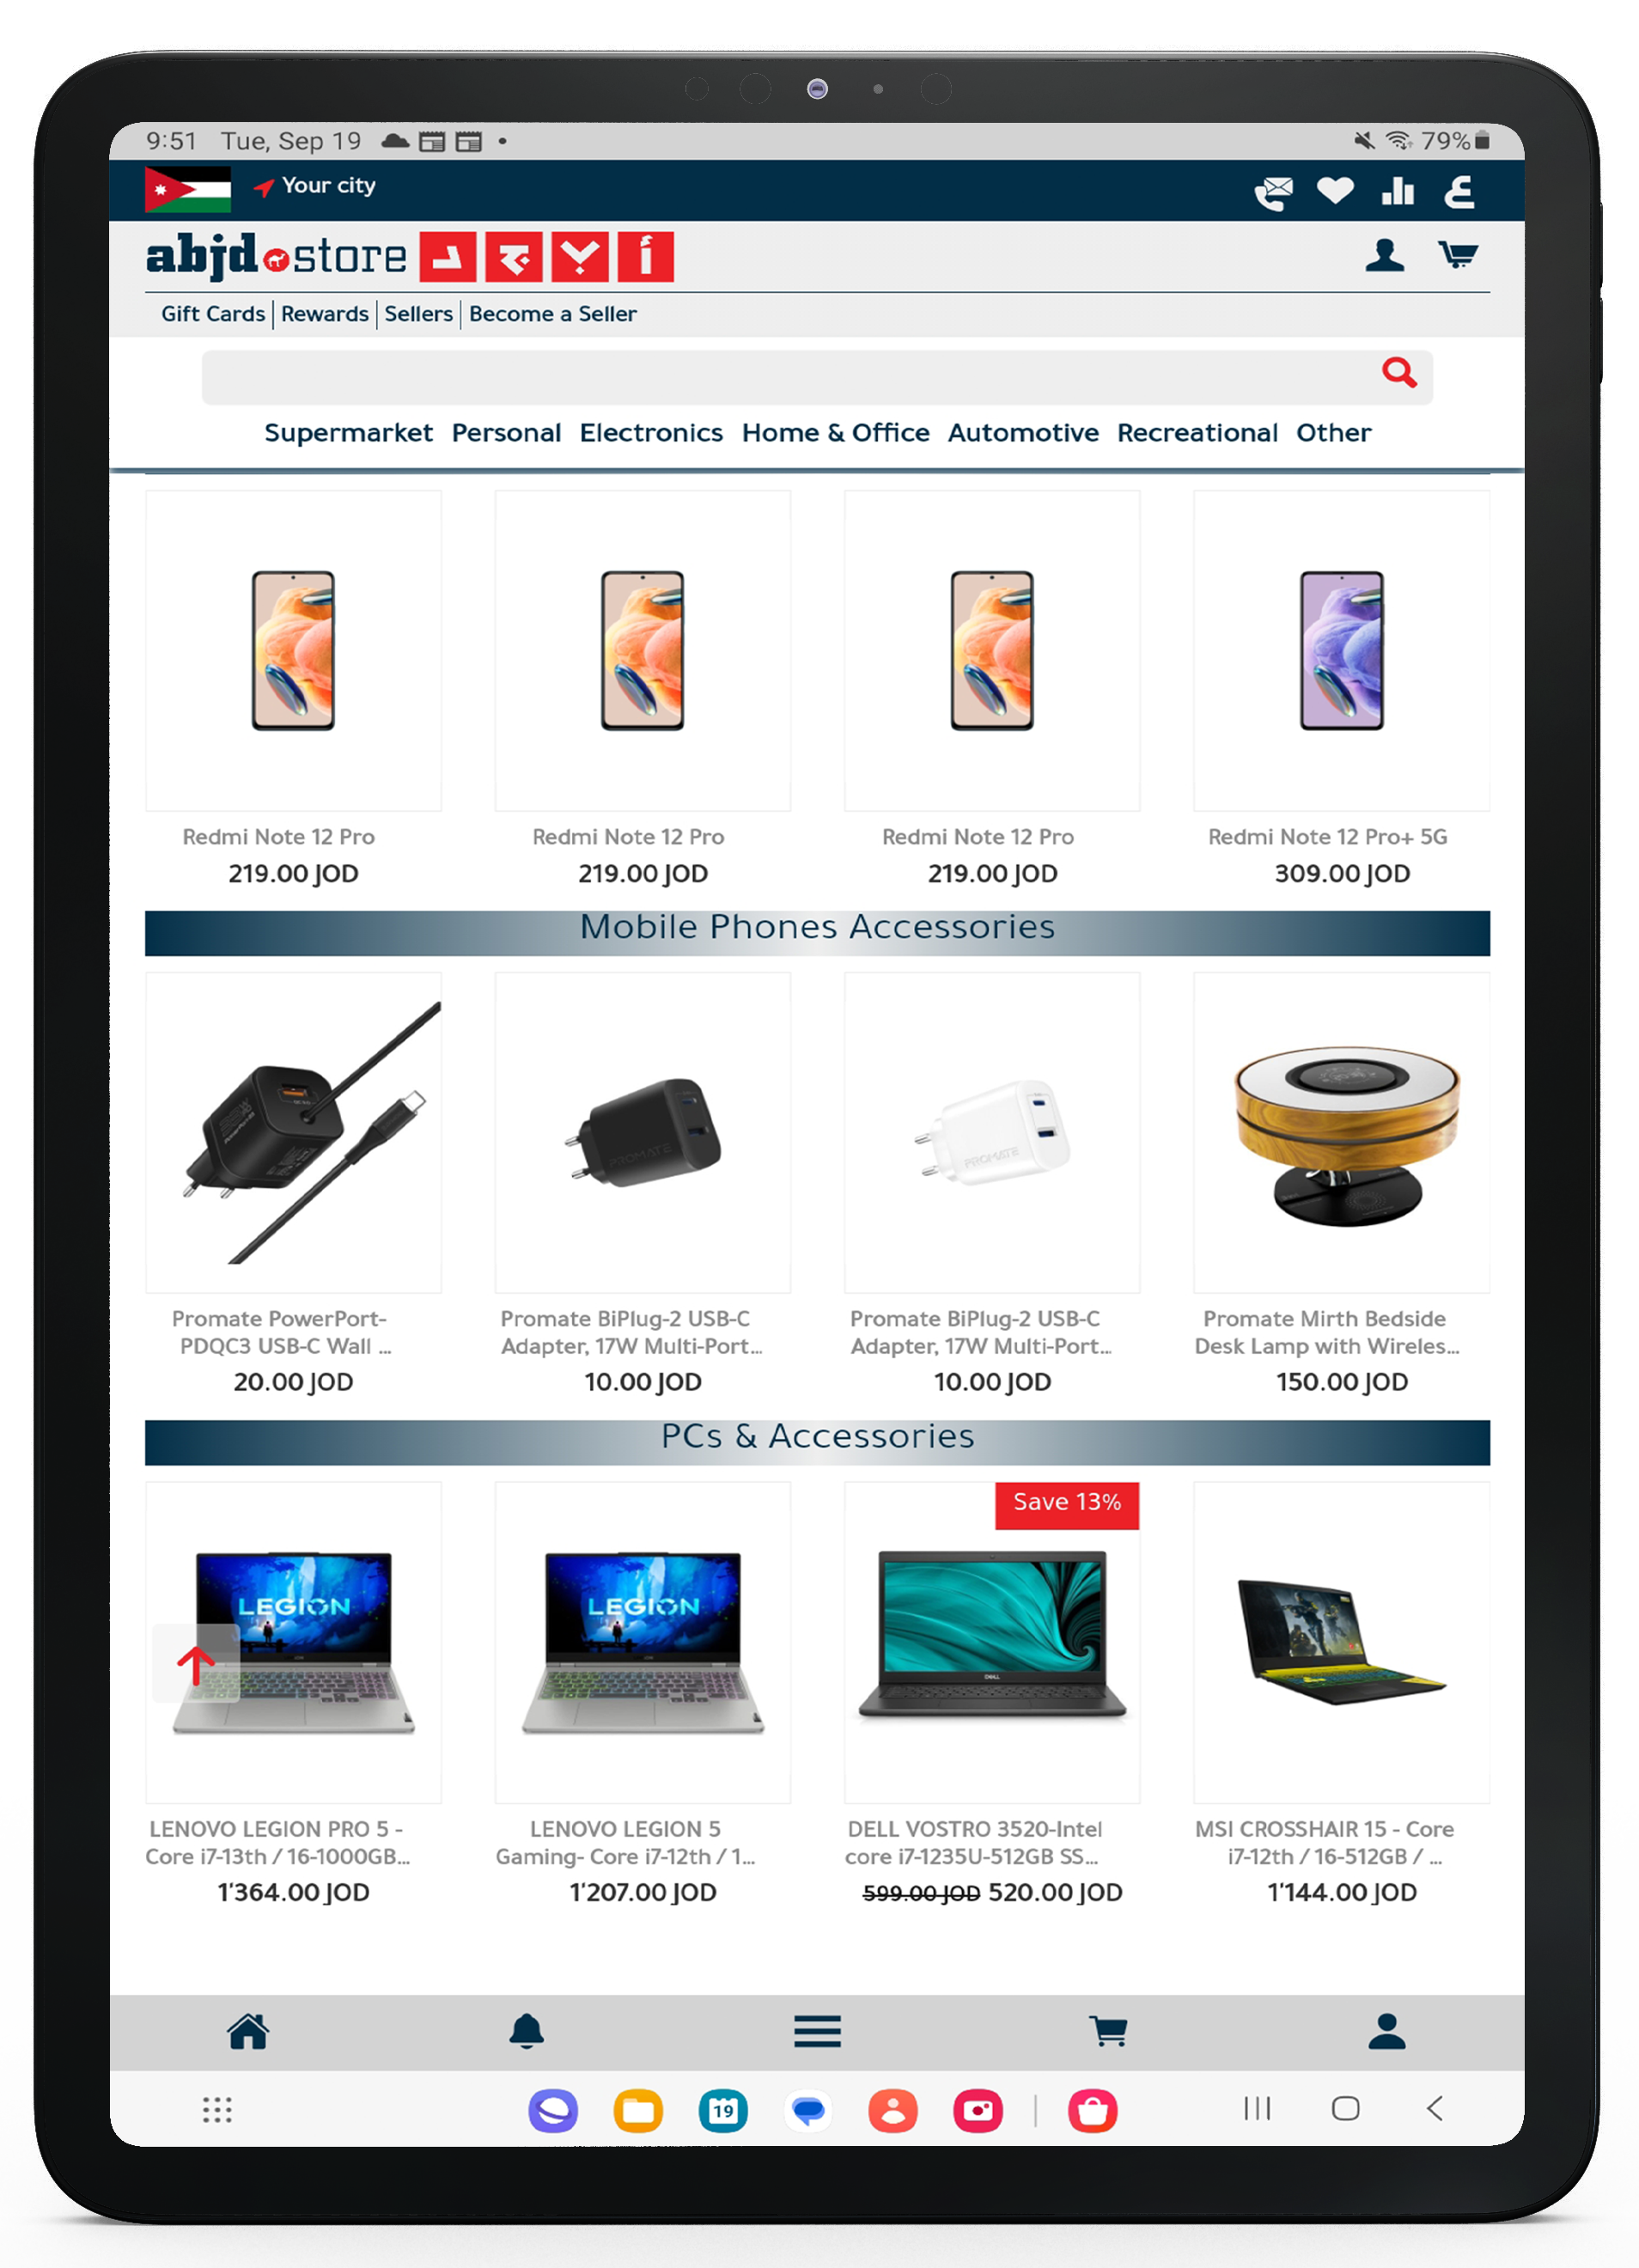 9:51 Tue, Sep 19
79%
Your city
abjd store أ ب ج د
Gift Cards Rewards Sellers Become a Seller
Supermarket Personal Electronics Home & Office Automotive Recreational Other
Redmi Note 12 Pro
219.00 JOD
Redmi Note 12 Pro
219.00 JOD
Redmi Note 12 Pro
219.00 JOD
Redmi Note 12 Pro+ 5G
309.00 JOD
Mobile Phones Accessories
PROMATE
PROMATE
Promate PowerPort-
PDQC3 USB-C Wall ...
20.00 JOD
Promate BiPlug-2 USB-C
Adapter, 17W Multi-Port...
10.00 JOD
Promate BiPlug-2 USB-C
Adapter, 17W Multi-Port...
10.00 JOD
Promate Mirth Bedside
Desk Lamp with Wireles...
150.00 JOD
PCs & Accessories
LEGION
LEGION
Save 13%
DELL
LENOVO LEGION PRO 5 -
Core i7-13th / 16-1000GB...
1'364.00 JOD
LENOVO LEGION 5
Gaming- Core i7-12th / 1...
1'207.00 JOD
DELL VOSTRO 3520-Intel
core i7-1235U-512GB SS...
599.00 JOD 520.00 JOD
MSI CROSSHAIR 15 - Core
i7-12th / 16-512GB / ...
1'144.00 JOD
19